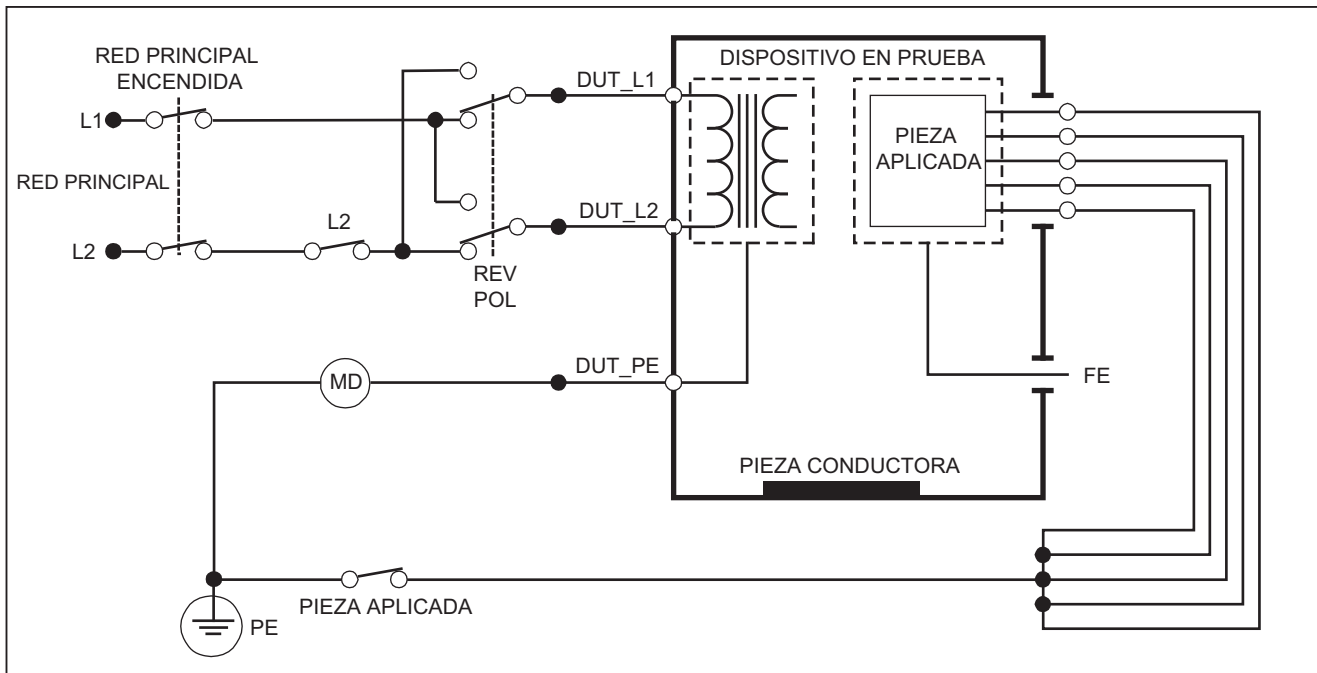 RED PRINCIPAL
ENCENDIDA
L1
RED PRINCIPAL
L2
L2
REV
POL
DUT_L1
DUT_L2
DUT_PE
DISPOSITIVO EN PRUEBA
PIEZA
APLICADA
MD
FE
PIEZA CONDUCTORA
PIEZA APLICADA
PE